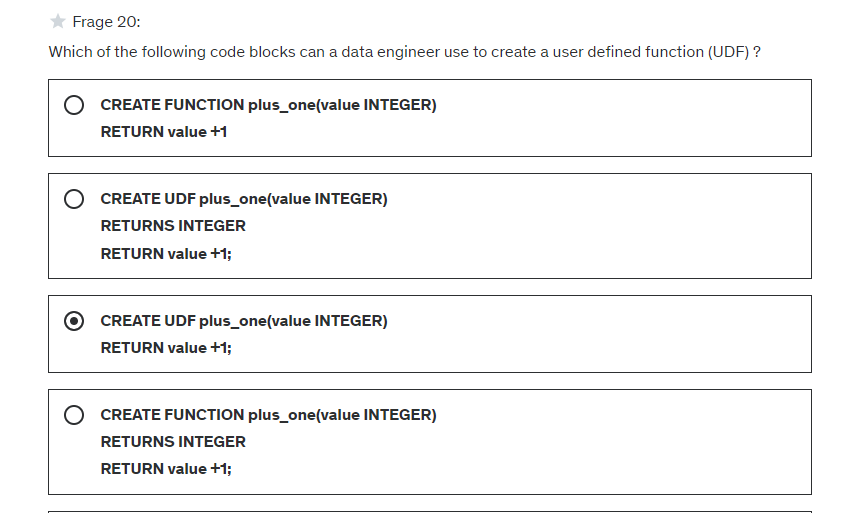 Frage 20:
Which of the following code blocks can a data engineer use to create a user defined function (UDF) ?
CREATE FUNCTION plus_one(value INTEGER)
RETURN value +1
CREATE UDF plus_one(value INTEGER)
RETURNS INTEGER
RETURN value +1;
CREATE UDF plus_one(value INTEGER)
RETURN value +1;
CREATE FUNCTION plus_one(value INTEGER)
RETURNS INTEGER
RETURN value +1;